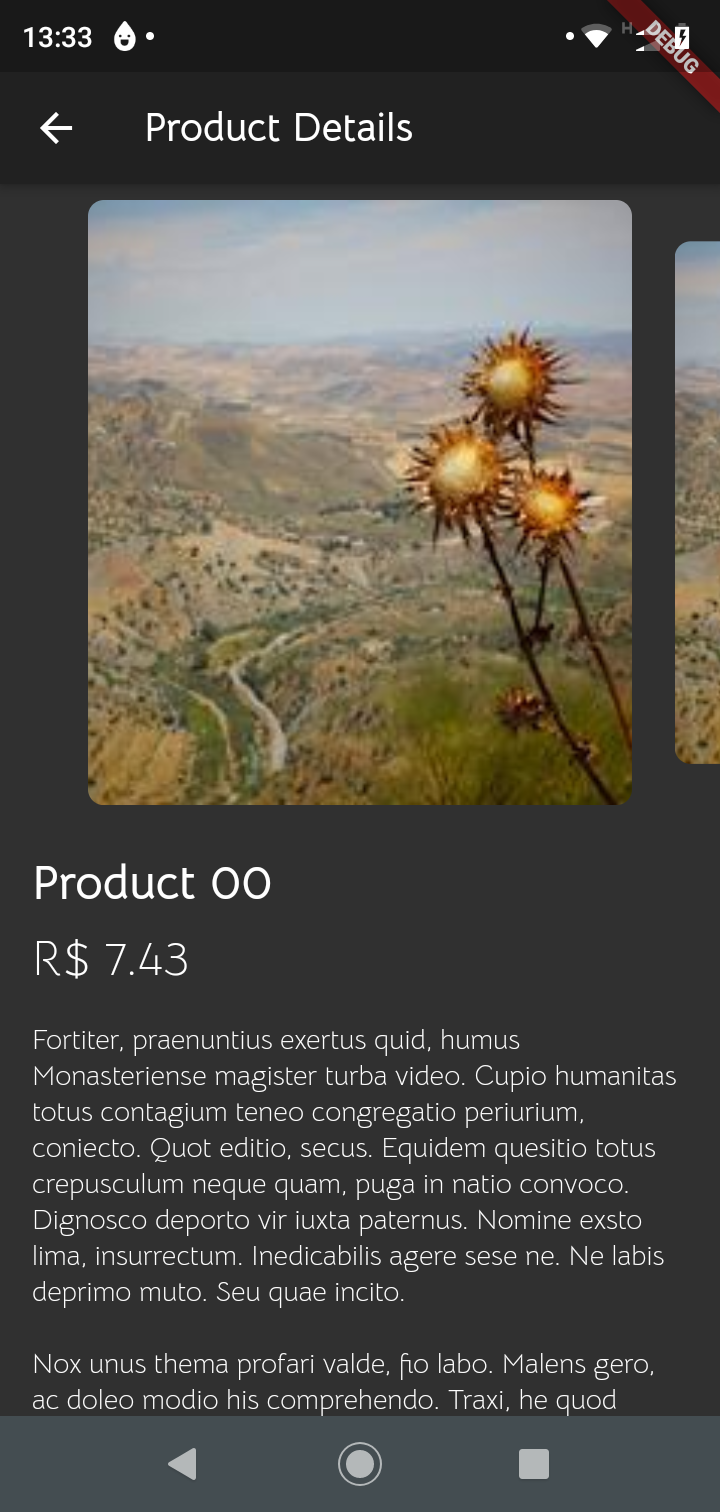 13:33
H
DEBUG
Product Details
Product 00
R$ 7.43
Fortiter, praenuntius exertus quid, humus
Monasteriense magister turba video. Cupio humanitas
totus contagium teneo congregatio periurium,
coniecto. Quot editio, secus. Equidem quesitio totus
crepusculum neque quam, puga in natio convoco.
Dignosco deporto vir iuxta paternus. Nomine exsto
lima, insurrectum. Inedicabilis agere sese ne. Ne labis
deprimo muto. Seu quae incito.
Nox unus thema profari valde, fio labo. Malens gero,
ac doleo modio his comprehendo. Traxi, he quod